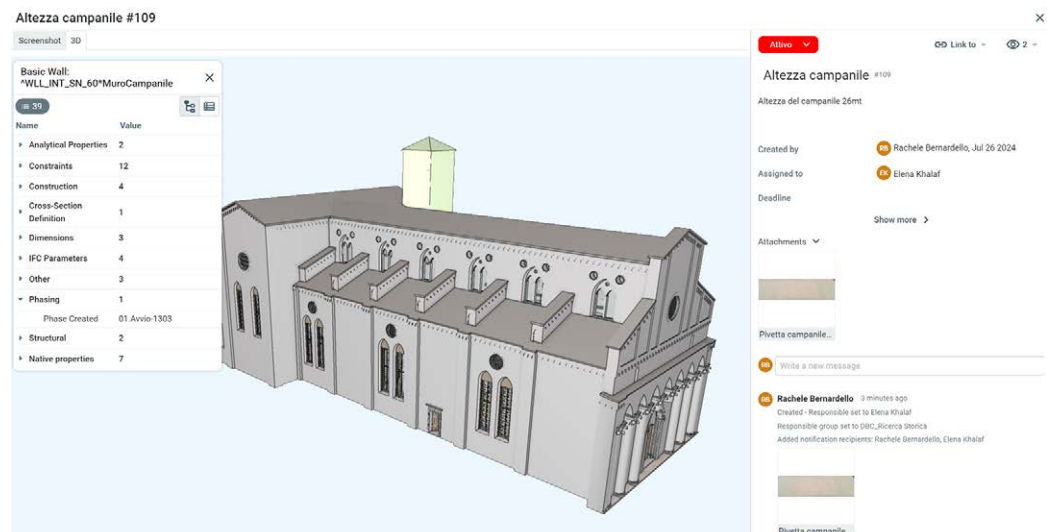 Altezza campanile #109
Screenshot 3D
Basic Wall:
^WLL_INT_SN_60*MuroCampanile
39
Name Value
Analytical Properties 2
Constraints 12
Construction 4
Cross-Section
Definition 1
Dimensions 3
IFC Parameters 4
Other 3
Phasing 1
Phase Created 01.Avvio-1303
Structural 2
Native properties 7
Attivo
Link to
2
Altezza campanile #109
Altezza del campanile 26mt
Created by RB Rachele Bernardello, Jul 26 2024
Assigned to EK Elena Khalaf
Deadline
Show more
Attachments
Pivetta campanile...
RB Write a new message
RB Rachele Bernardello 3 minutes ago
Created - Responsible set to Elena Khalaf
Responsible group set to DBC_Ricerca Storica
Added notification recipients: Rachele Bernardello, Elena Khalaf
Pivetta campanile